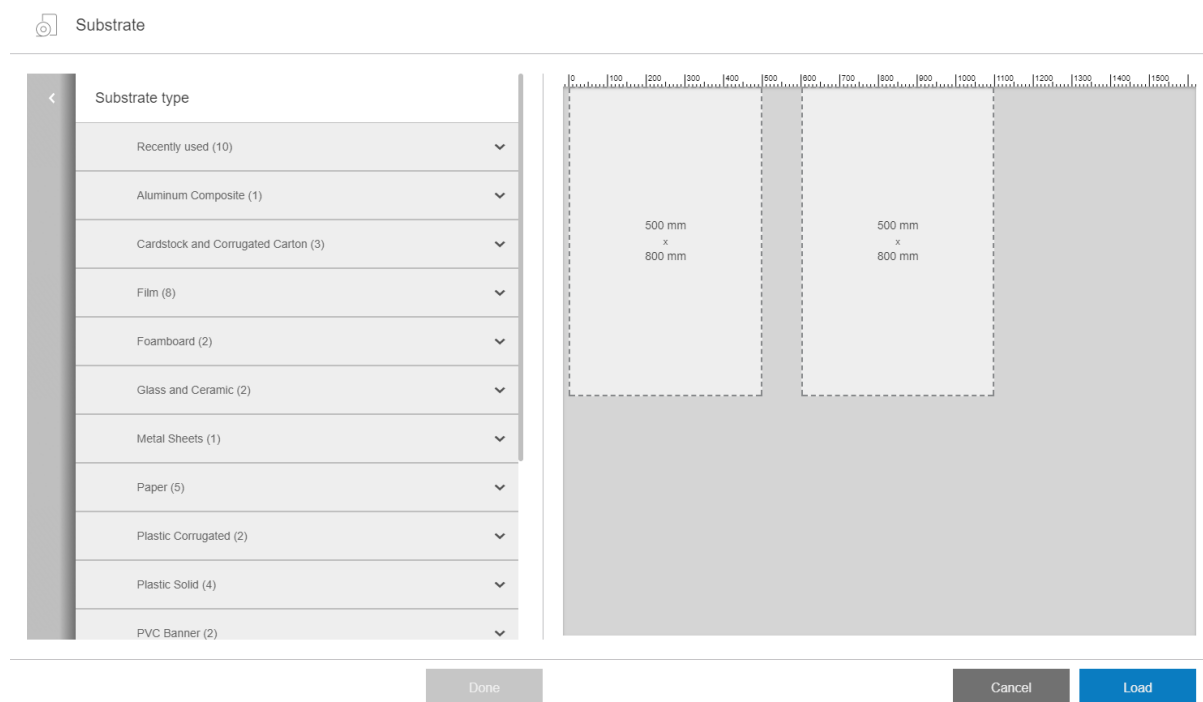 Substrate
Substrate type
Recently used (10)
Aluminum Composite (1)
Cardstock and Corrugated Carton (3)
Film (8)
Foamboard (2)
Glass and Ceramic (2)
Metal Sheets (1)
Paper (5)
Plastic Corrugated (2)
Plastic Solid (4)
PVC Banner (2)
0 100 200 300 400 500 600 700 800 900 1000 1100 1200 1300 1400 1500
500 mm
x
800 mm
500 mm
x
800 mm
Done
Cancel
Load